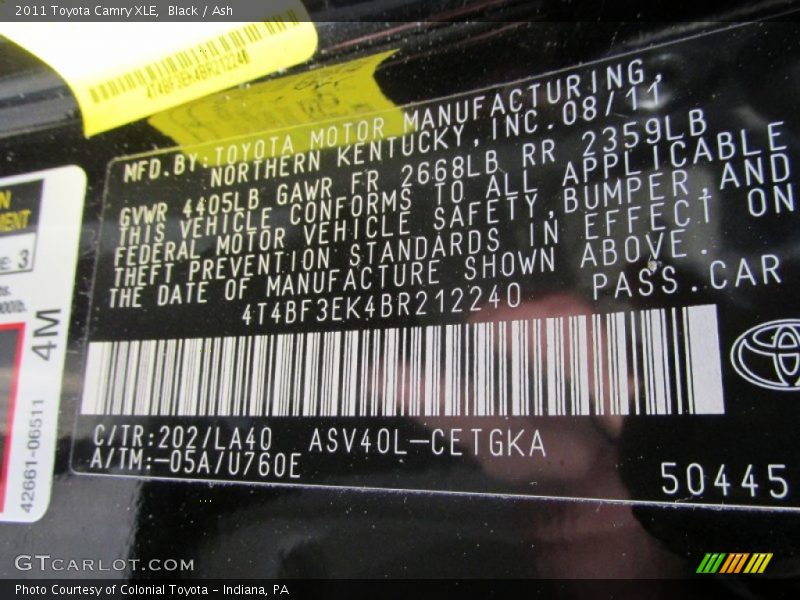 2011 Toyota Camry XLE, Black / Ash
4T4BF3EK4BR212240
MFD.BY:TOYOTA MOTOR MANUFACTURING,
NORTHERN KENTUCKY,INC.08/11
GVWR 4405LB GAWR FR 2668LB RR 2359LB
THIS VEHICLE CONFORMS TO ALL APPLICABLE
FEDERAL MOTOR VEHICLE SAFETY,BUMPER,AND
THEFT PREVENTION STANDARDS IN EFFECT ON
THE DATE OF MANUFACTURE SHOWN ABOVE.
4T4BF3EK4BR212240 PASS.CAR
C/TR:202/LA40 ASV40L-CETGKA
A/TM:-05A/U760E
50445
3
4M
42661-06511
GTCARLOT.COM
Photo Courtesy of Colonial Toyota - Indiana, PA